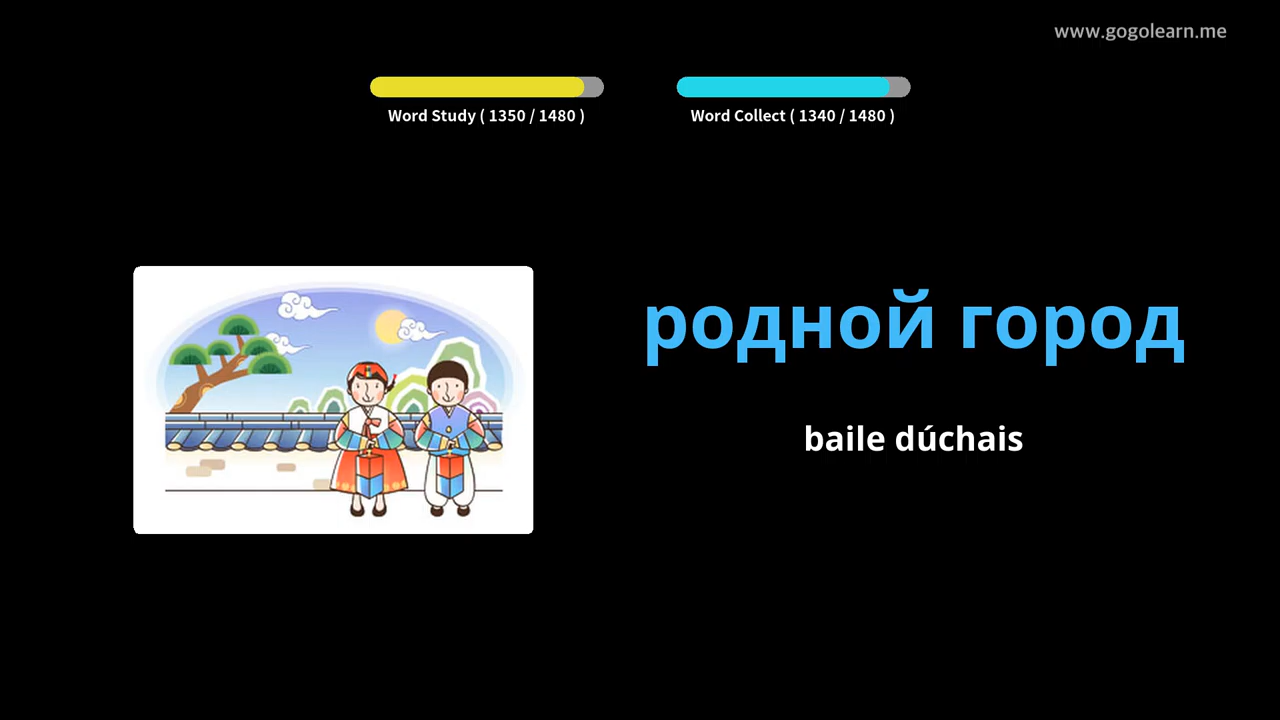 www.gogolearn.me
Word Study ( 1350 / 1480 )
Word Collect ( 1340 / 1480 )
родной город
baile dúchais